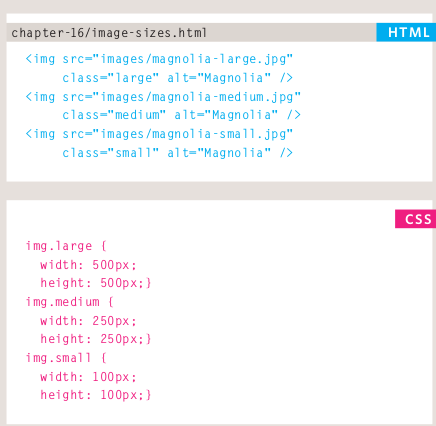 chapter-16/image-sizes.html HTML
<img src="images/magnolia-large.jpg"
class="large" alt="Magnolia" />
<img src="images/magnolia-medium.jpg"
class="medium" alt="Magnolia" />
<img src="images/magnolia-small.jpg"
class="small" alt="Magnolia" />
CSS
img.large {
width: 500px;
height: 500px;}
img.medium {
width: 250px;
height: 250px;}
img.small {
width: 100px;
height: 100px;}